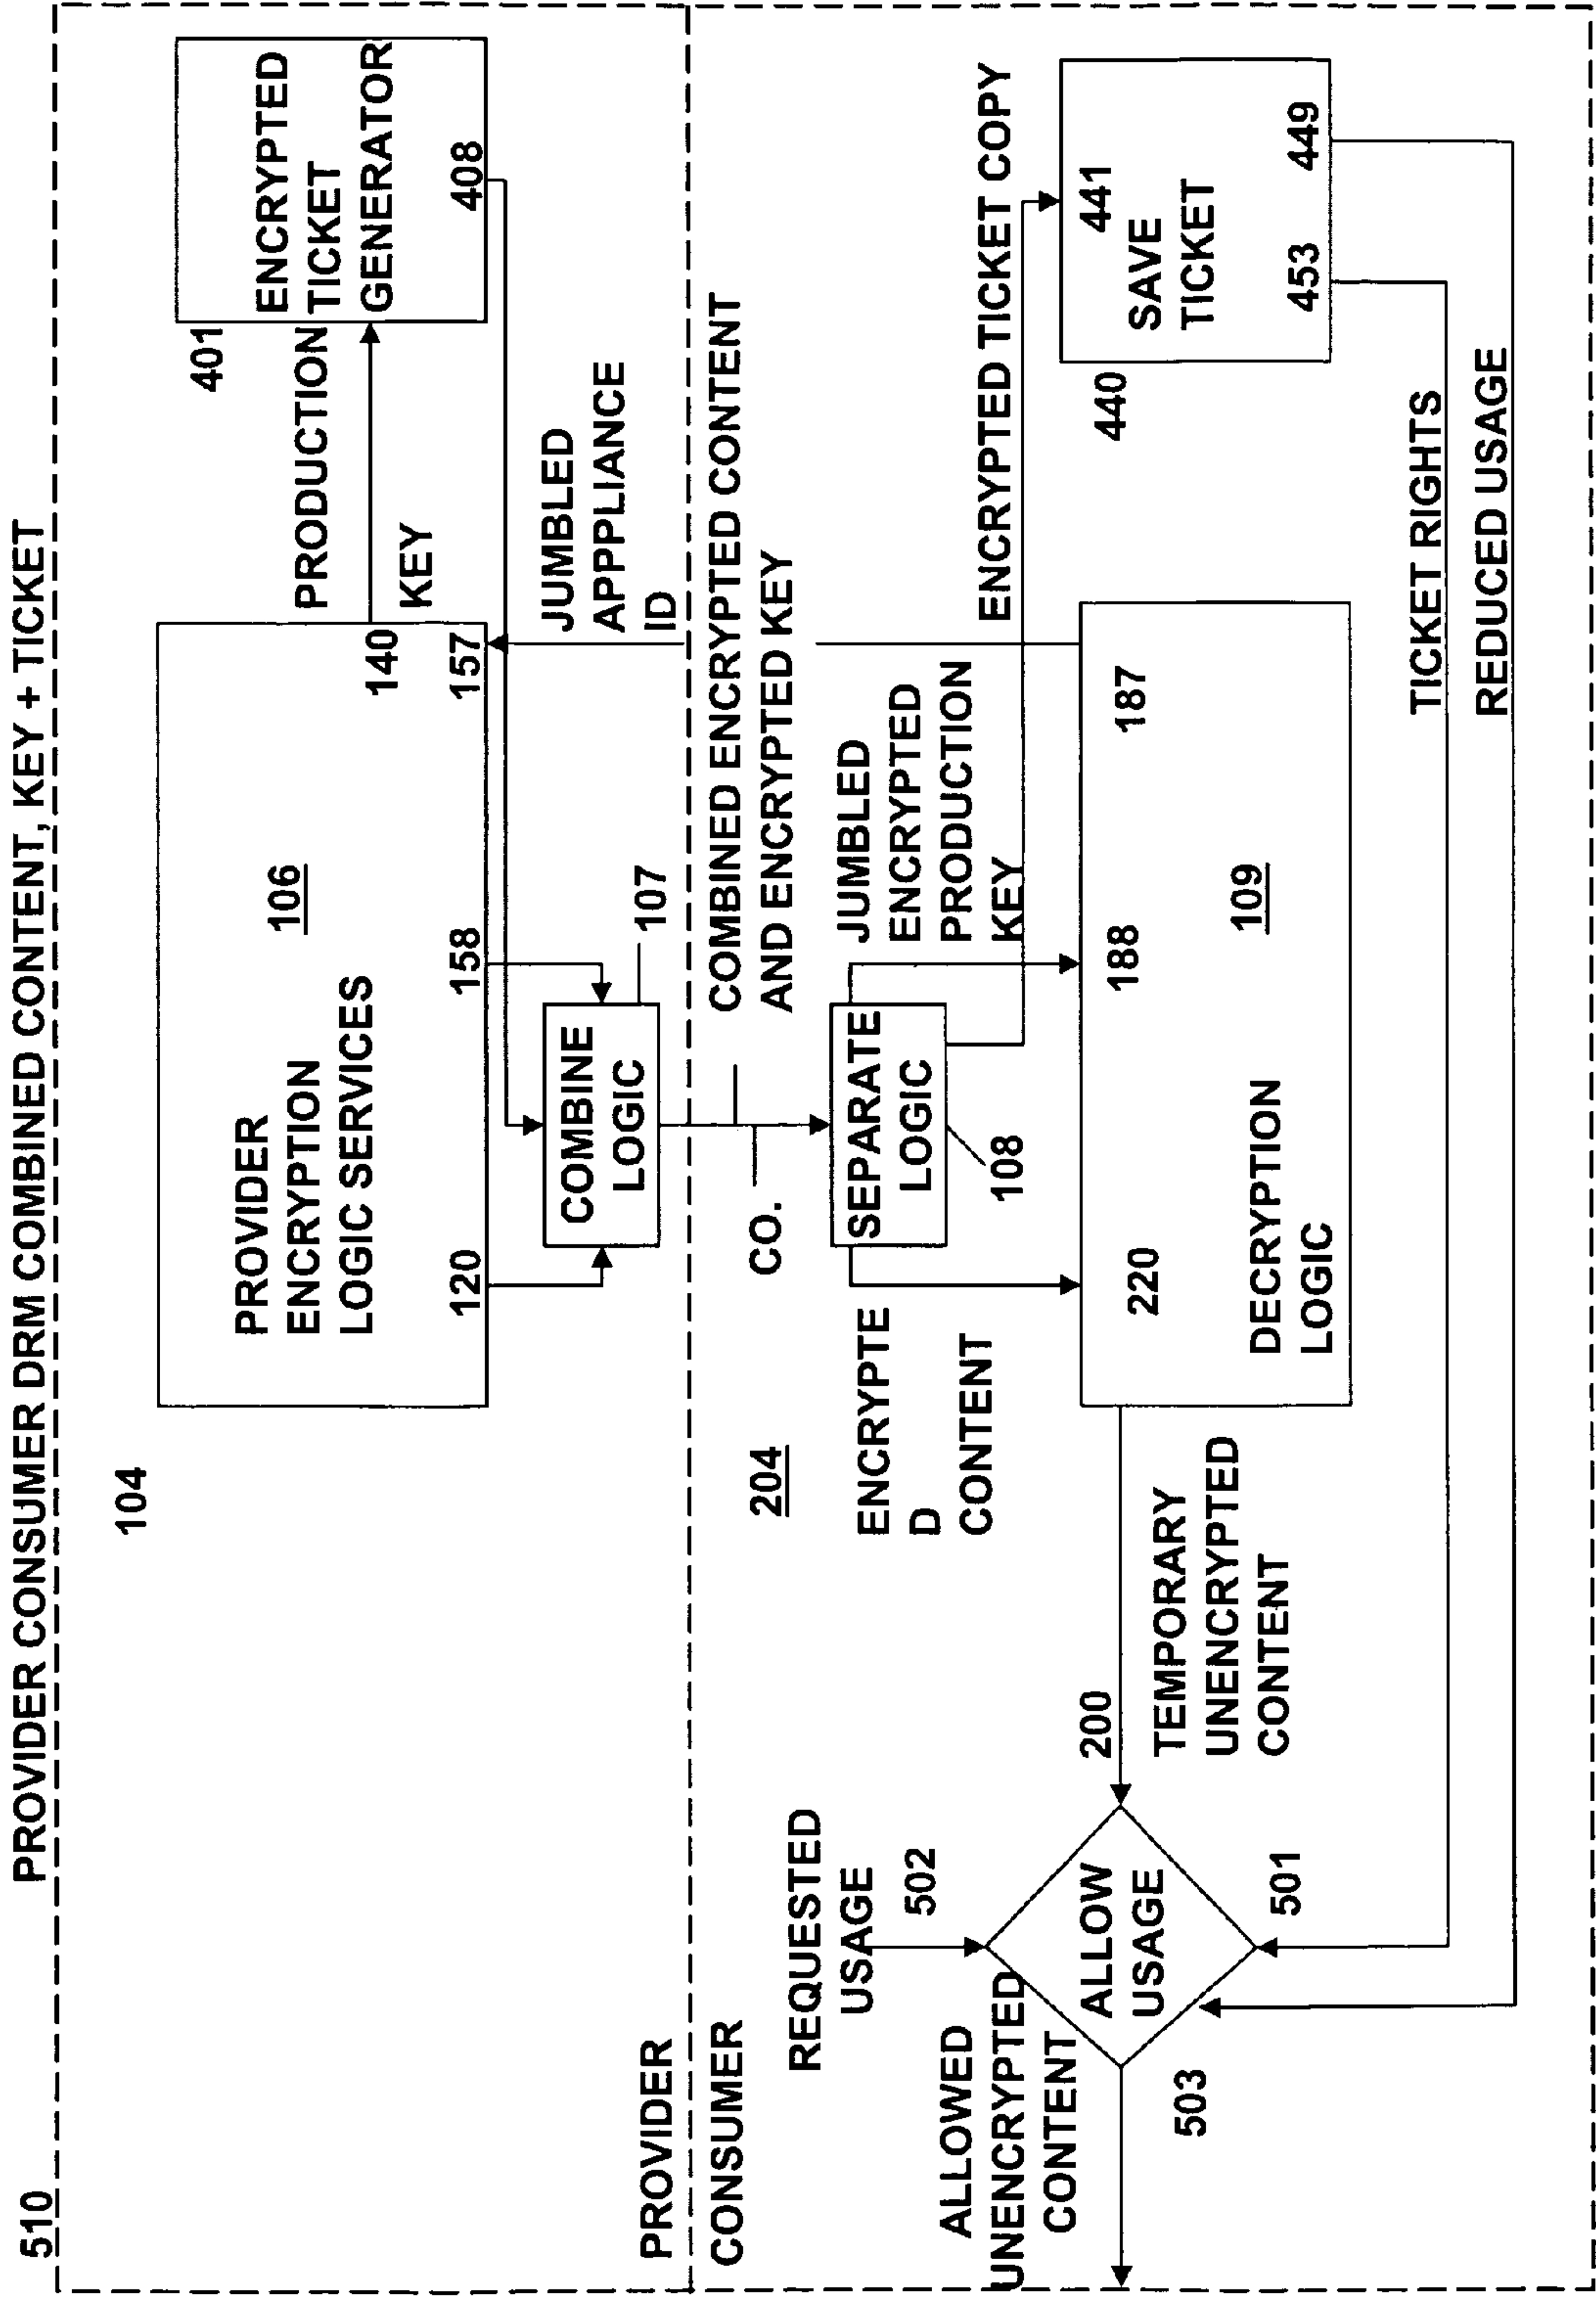 510
PROVIDER CONSUMER DRM COMBINED CONTENT, KEY + TICKET
104
PROVIDER
ENCRYPTION
LOGIC SERVICES
106
120
158
140
157
PRODUCTION
KEY
401
ENCRYPTED
TICKET
GENERATOR
408
JUMBLED
APPPLIANCE
ID
COMBINE
LOGIC
107
PROVIDER
CONSUMER
COMBINED ENCRYPTED CONTENT
AND ENCRYPTED KEY
CO.
204
SEPARATE
LOGIC
108
ENCRYPTE
D
CONTENT
JUMBLED
ENCRYPTED
PRODUCTION
KEY
ENCRYPTED TICKET COPY
REQUESTED
USAGE
502
ALLOWED
UNENCRYPTED
CONTENT
ALLOW
USAGE
503
501
200
TEMPORARY
UNENCRYPTED
CONTENT
220
188
187
DECRYPTION
LOGIC
109
440
441
SAVE
TICKET
453
449
TICKET RIGHTS
REDUCED USAGE